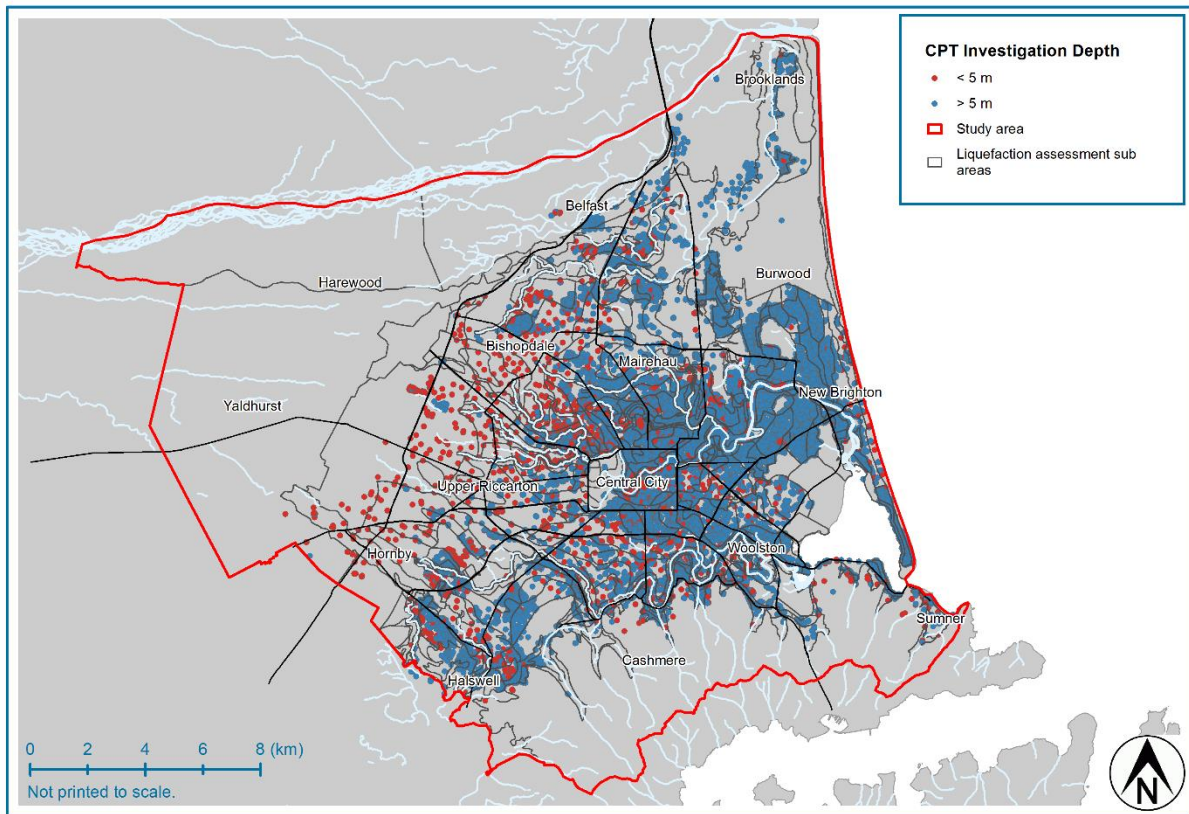 CPT Investigation Depth
< 5 m
> 5 m
Study area
Liquefaction assessment sub
areas
Brooklands
Belfast
Burwood
Harewood
Bishopdale
Mairehau
New Brighton
Yaldhurst
Upper Riccarton
Central City
Hornby
Woolston
Sumner
Cashmere
Halswell
0 2 4 6 8 (km)
Not printed to scale.
N